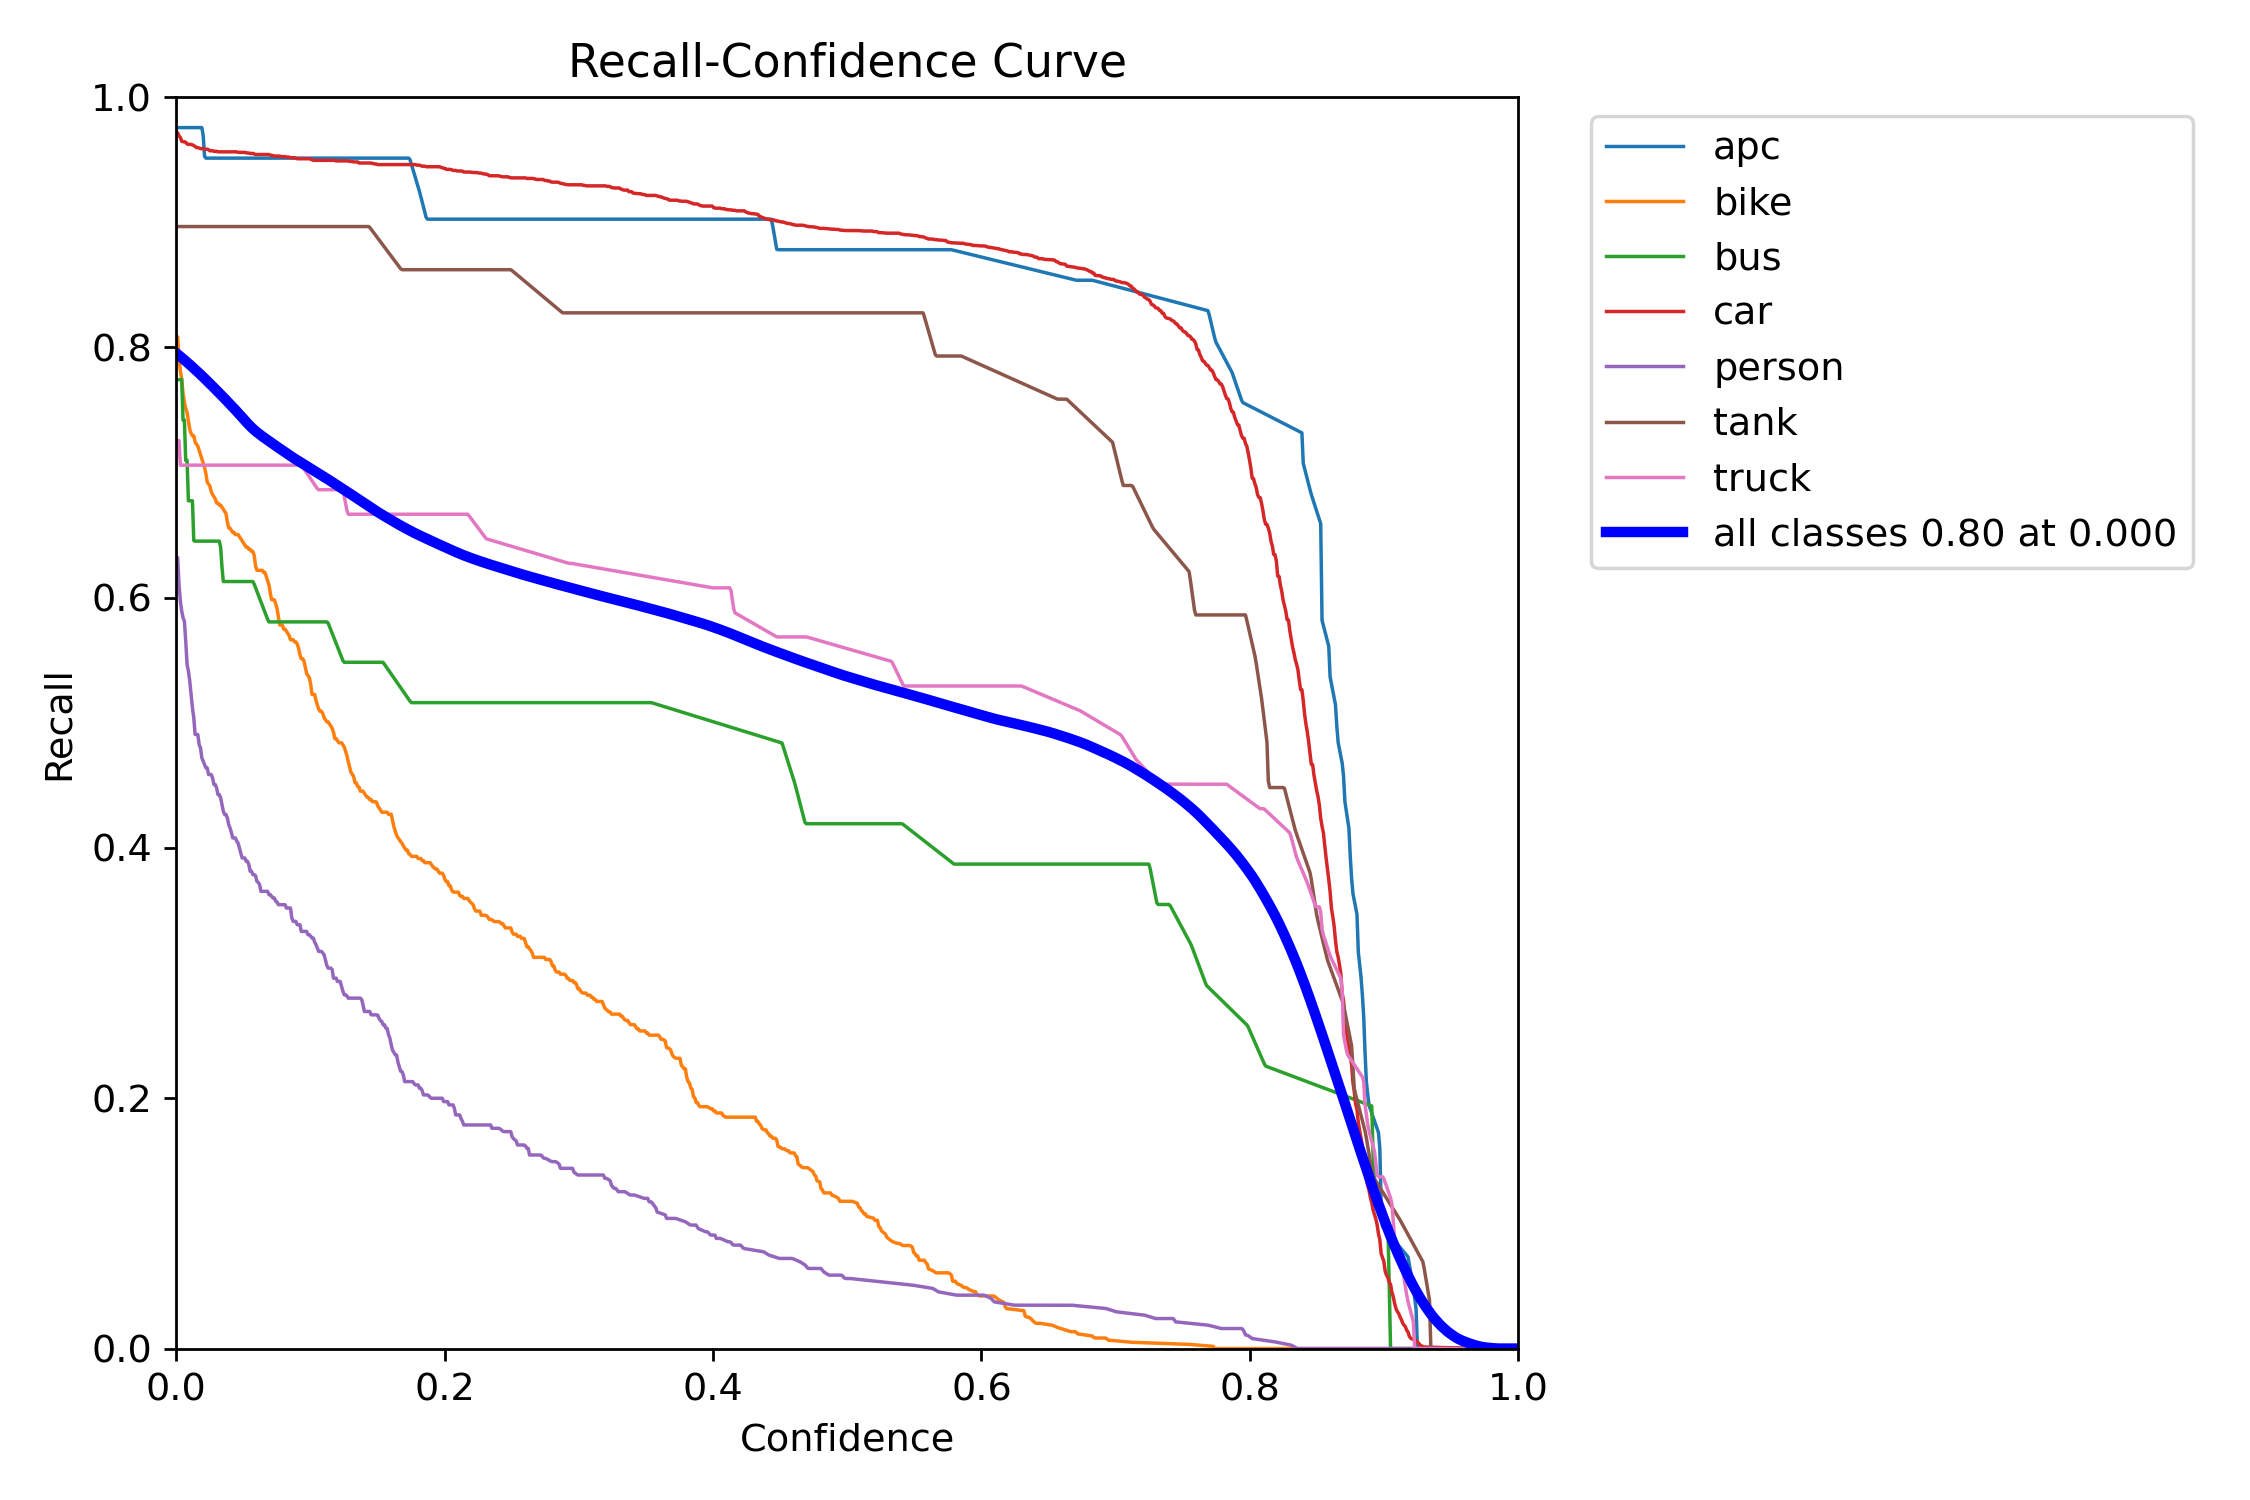 Recall-Confidence Curve
1.0
0.8
0.6
0.4
0.2
0.0
Recall
0.0 0.2 0.4 0.6 0.8 1.0
Confidence
apc
bike
bus
car
person
tank
truck
all classes 0.80 at 0.000